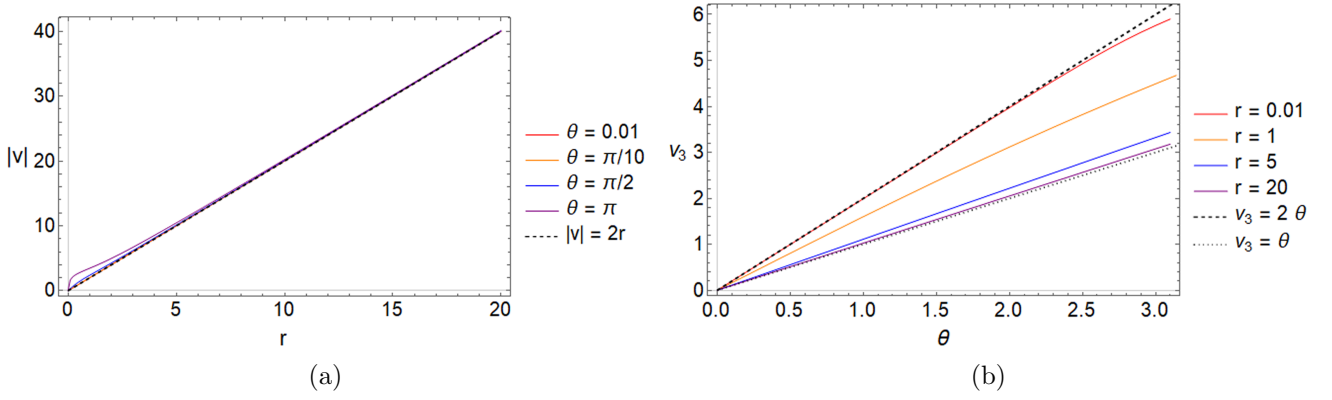 40
30
|v| 20
10
0
0 5 10 15 20
r
θ = 0.01
θ = π/10
θ = π/2
θ = π
|v| = 2r
(a)
6
5
4
v₃ 3
2
1
0
0.0 0.5 1.0 1.5 2.0 2.5 3.0
θ
r = 0.01
r = 1
r = 5
r = 20
v₃ = 2 θ
v₃ = θ
(b)